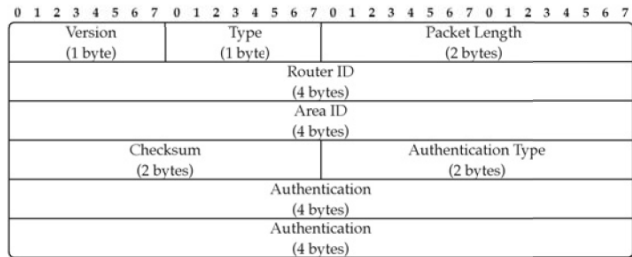 0 1 2 3 4 5 6 7 0 1 2 3 4 5 6 7 0 1 2 3 4 5 6 7 0 1 2 3 4 5 6 7
Version Type Packet Length
(1 byte) (1 byte) (2 bytes)
Router ID
(4 bytes)
Area ID
(4 bytes)
Checksum Authentication Type
(2 bytes) (2 bytes)
Authentication
(4 bytes)
Authentication
(4 bytes)